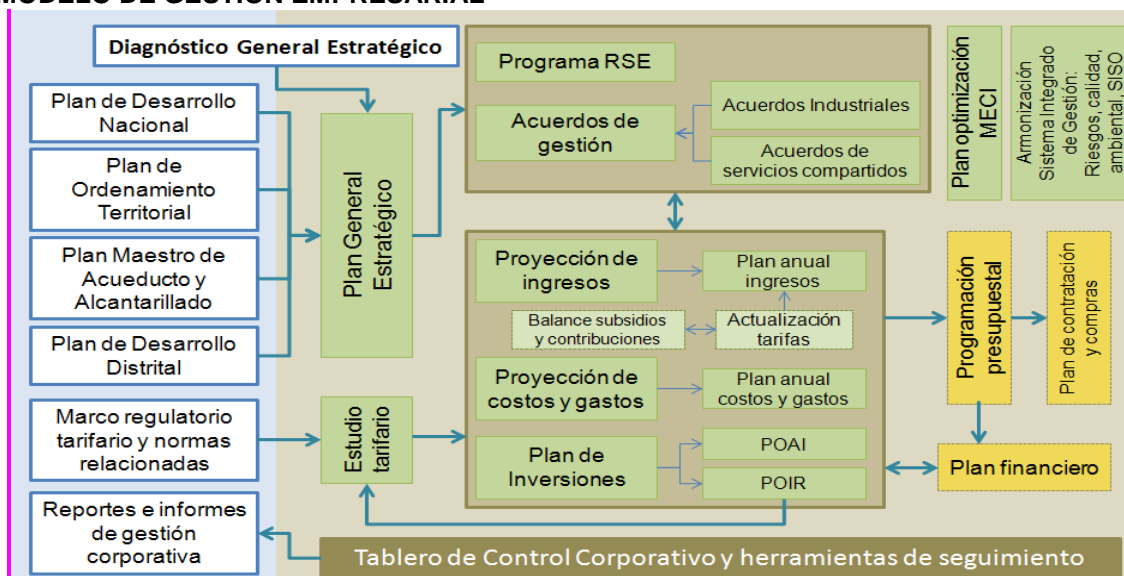 MODELO DE GESTIÓN EMPRESARIAL
Diagnóstico General Estratégico
Plan de Desarrollo
Nacional
Plan de
Ordenamiento
Territorial
Plan Maestro de
Acueducto y
Alcantarillado
Plan de Desarrollo
Distrital
Marco regulatorio
tarifario y normas
relacionadas
Reportes e informes
de gestión
corporativa
Plan General
Estratégico
Estudio
tarifario
Programa RSE
Acuerdos de
gestión
Acuerdos Industriales
Acuerdos de
servicios compartidos
Proyección de
ingresos
Plan anual
ingresos
Balance subsidios
y contribuciones
Actualización
tarifas
Proyección de
costos y gastos
Plan anual
costos y gastos
Plan de
Inversiones
POAI
POIR
Plan optimización
MECI
Armonización
Sistema Integrado
de Gestión:
Riesgos, calidad,
ambiental, SISO
Programación
presupuestal
Plan de contratación
y compras
Plan financiero
Tablero de Control Corporativo y herramientas de seguimiento